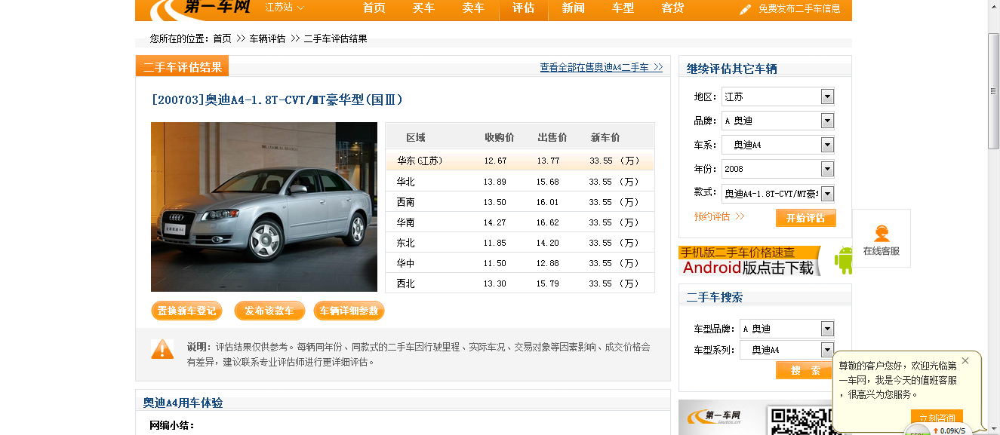 第一车网
江苏站
首页 买车 卖车 评估 新闻 车型 客货
免费发布二手车信息
您所在的位置：首页 >> 车辆评估 >> 二手车评估结果
二手车评估结果
查看全部在售奥迪A4二手车 >>
[200703]奥迪A4-1.8T-CVT/MT豪华型(国Ⅲ)
区域 收购价 出售价 新车价
华东(江苏) 12.67 13.77 33.55 (万)
华北 13.89 15.68 33.55 (万)
西南 13.50 16.01 33.55 (万)
华南 14.27 16.62 33.55 (万)
东北 11.85 14.20 33.55 (万)
华中 11.50 12.88 33.55 (万)
西北 13.30 15.79 33.55 (万)
置换新车登记 发布该款车 车辆详细参数
说明：评估结果仅供参考。每辆同年份、同款式的二手车因行驶里程、实际车况、交易对象等因素影响、成交价格会
有差异，建议联系专业评估师进行更详细评估。
奥迪A4用车体验
网编小结：
继续评估其它车辆
地区： 江苏
品牌： A 奥迪
车系： 奥迪A4
年份： 2008
款式： 奥迪A4-1.8T-CVT/MT豪华
预约评估 >>
开始评估
手机版二手车价格速查
Android版点击下载
在线客服
二手车搜索
车型品牌： A 奥迪
车型系列： 奥迪A4
搜 索
第一车网
iautos.cn
尊敬的客户您好，欢迎光临第
一车网，我是今天的值班客服
，很高兴为您服务。
立刻咨询
0.09K/S